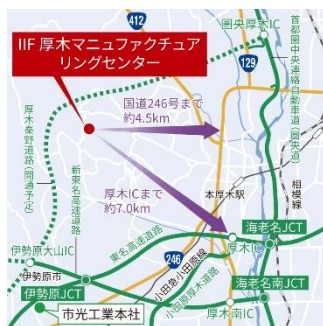 412
圏央厚木IC
IIF 厚木マニュファクチュア
リングセンター
129
首都圏中央連絡自動車道(圏央道)
国道246号まで
約4.5km
厚木秦野道路(開通予定)
新東名高速道路
厚木ICまで
約7.0km
本厚木駅
相模線
海老名JCT
厚木IC
東名高速道路
246
小田急小田原線
伊勢原大山IC
伊勢原市
小田原厚木道路
海老名南JCT
伊勢原JCT
厚木南IC
市光工業本社